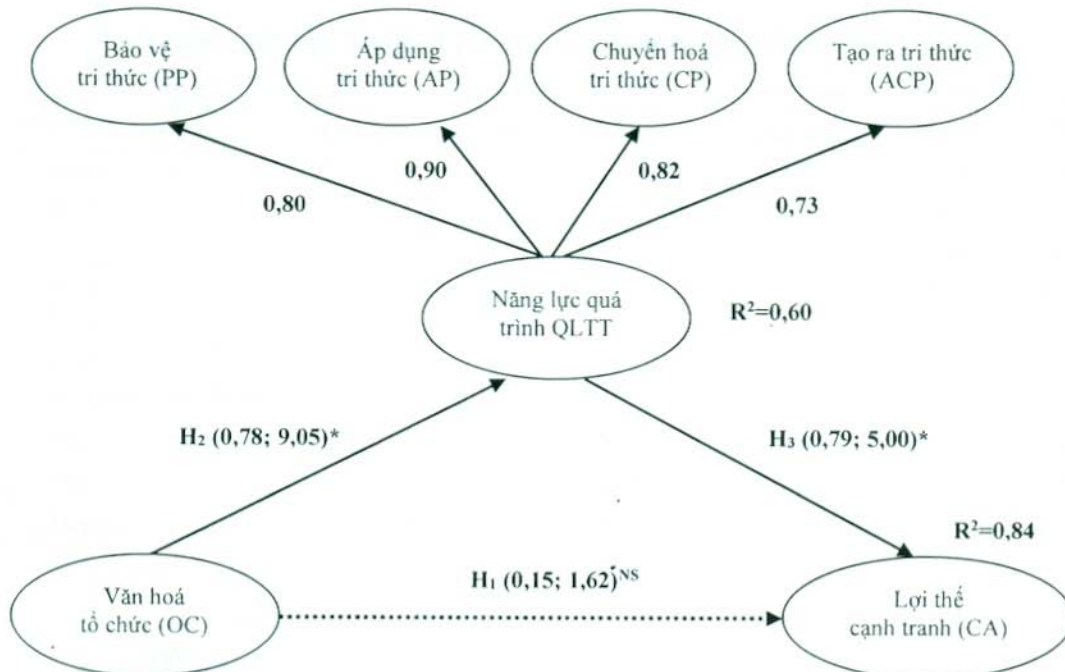 Bảo vệ
tri thức (PP)
Áp dụng
tri thức (AP)
Chuyển hoá
tri thức (CP)
Tạo ra tri thức
(ACP)
0,80
0,90
0,82
0,73
Năng lực quá
trình QLTT
R²=0,60
H₂ (0,78; 9,05)*
H₃ (0,79; 5,00)*
R²=0,84
H₁ (0,15; 1,62)ᴺˢ
Văn hoá
tổ chức (OC)
Lợi thế
cạnh tranh (CA)